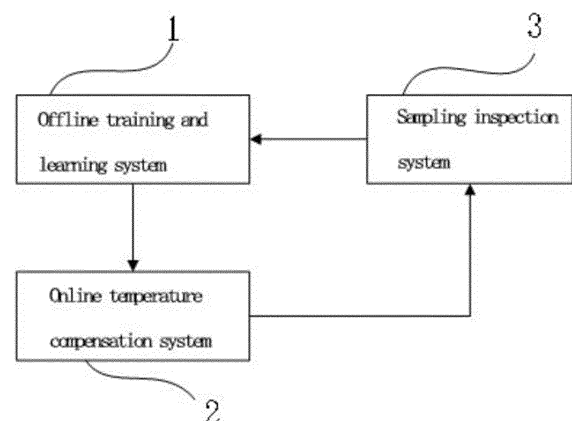 1
3
Offline training and
learning system
Sampling inspection
system
Online temperature
compensation system
2